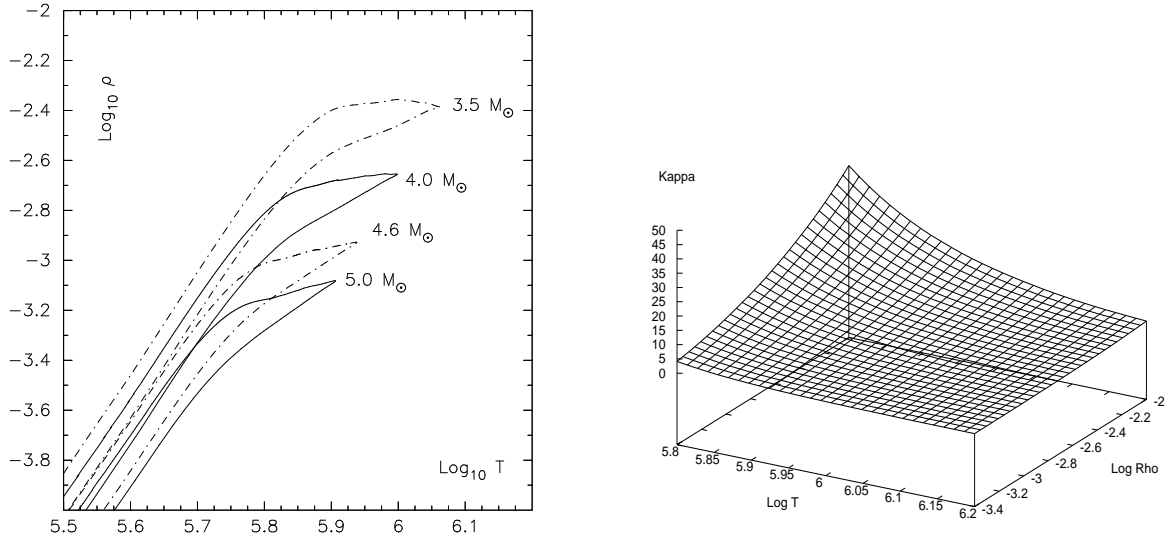 −2
−2.2
−2.4
−2.6
−2.8
−3
−3.2
−3.4
−3.6
−3.8
Log₁₀ ρ
3.5 M☉
4.0 M☉
4.6 M☉
5.0 M☉
Log₁₀ T
5.5 5.6 5.7 5.8 5.9 6 6.1
Kappa
50
45
40
35
30
25
20
15
10
5
0
5.8 5.85 5.9 5.95 6 6.05 6.1 6.15 6.2
Log T
-3.4 -3.2 -3 -2.8 -2.6 -2.4 -2.2 -2
Log Rho